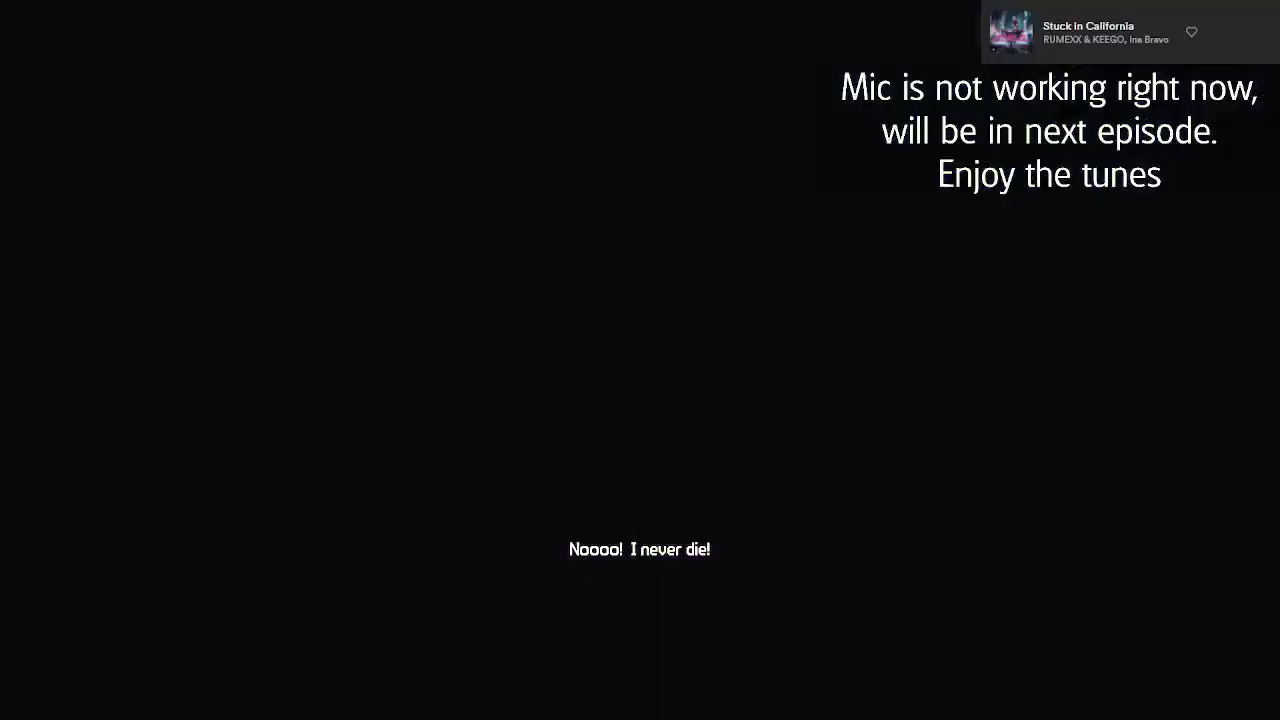 Stuck in California
RUMEXX & KEEGO, Ina Bravo
Mic is not working right now,
will be in next episode.
Enjoy the tunes
Noooo! I never die!